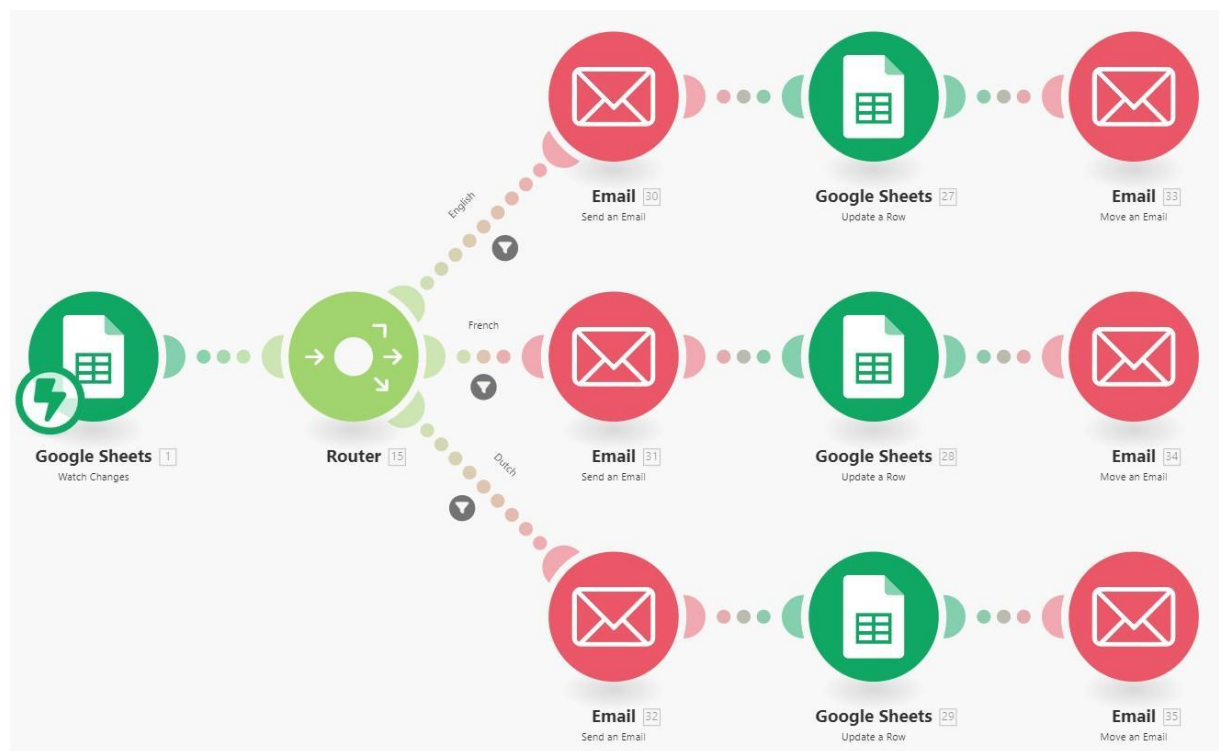 Email 30
Send an Email
Google Sheets 27
Update a Row
Email 33
Move an Email
English
Google Sheets 1
Watch Changes
Router 15
French
Email 31
Send an Email
Google Sheets 28
Update a Row
Email 34
Move an Email
Dutch
Email 32
Send an Email
Google Sheets 29
Update a Row
Email 35
Move an Email